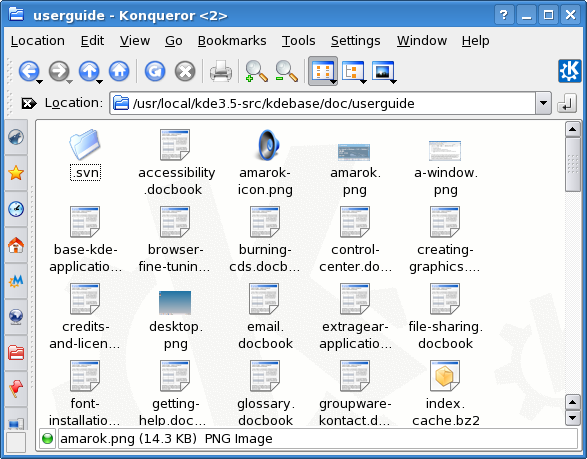 userguide - Konqueror <2>
Location Edit View Go Bookmarks Tools Settings Window Help
Location: /usr/local/kde3.5-src/kdebase/doc/userguide
.svn
accessibility
.docbook
amarok-
icon.png
amarok.
png
a-window.
png
base-kde-
applicatio...
browser-
fine-tunin...
burning-
cds.docb...
control-
center.do...
creating-
graphics....
credits-
and-licen...
desktop.
png
email.
docbook
extragear-
applicatio...
file-sharing.
docbook
font-
installatio...
getting-
help.doc...
glossary.
docbook
groupware-
kontact.d...
index.
cache.bz2
amarok.png (14.3 KB)  PNG Image